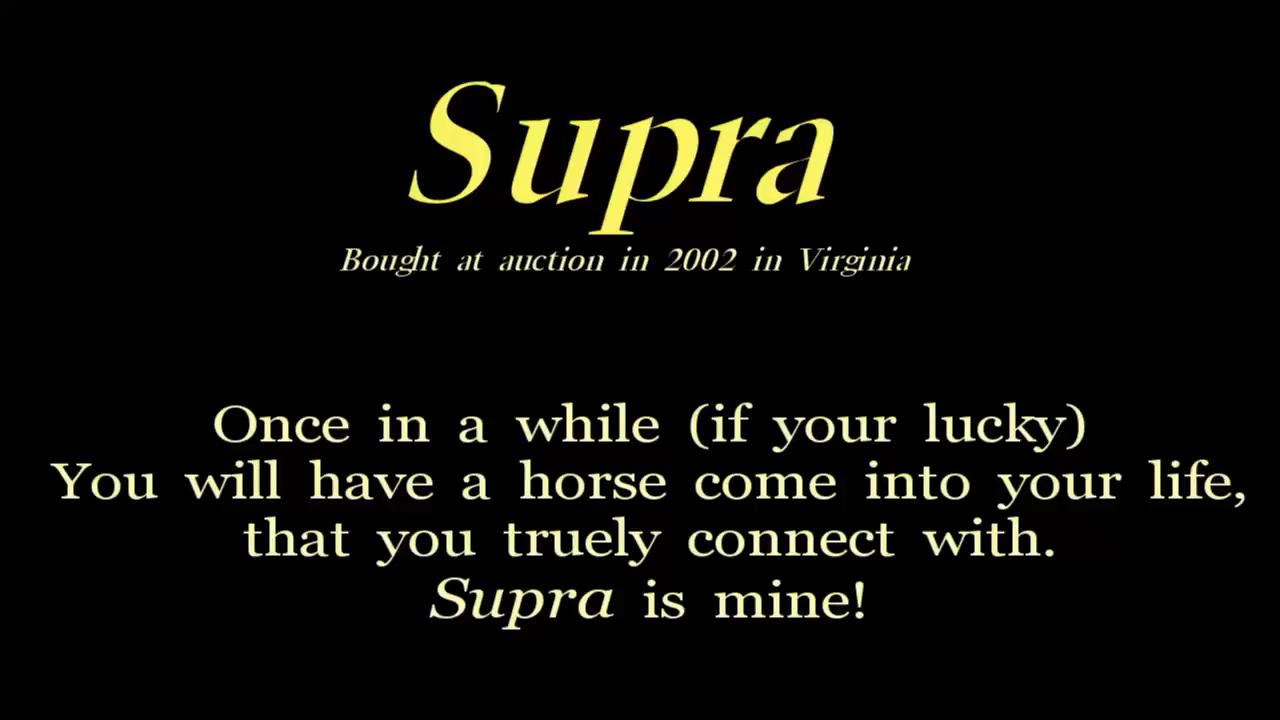 Supra
Bought at auction in 2002 in Virginia
Once in a while (if your lucky)
You will have a horse come into your life,
that you truely connect with.
Supra is mine!